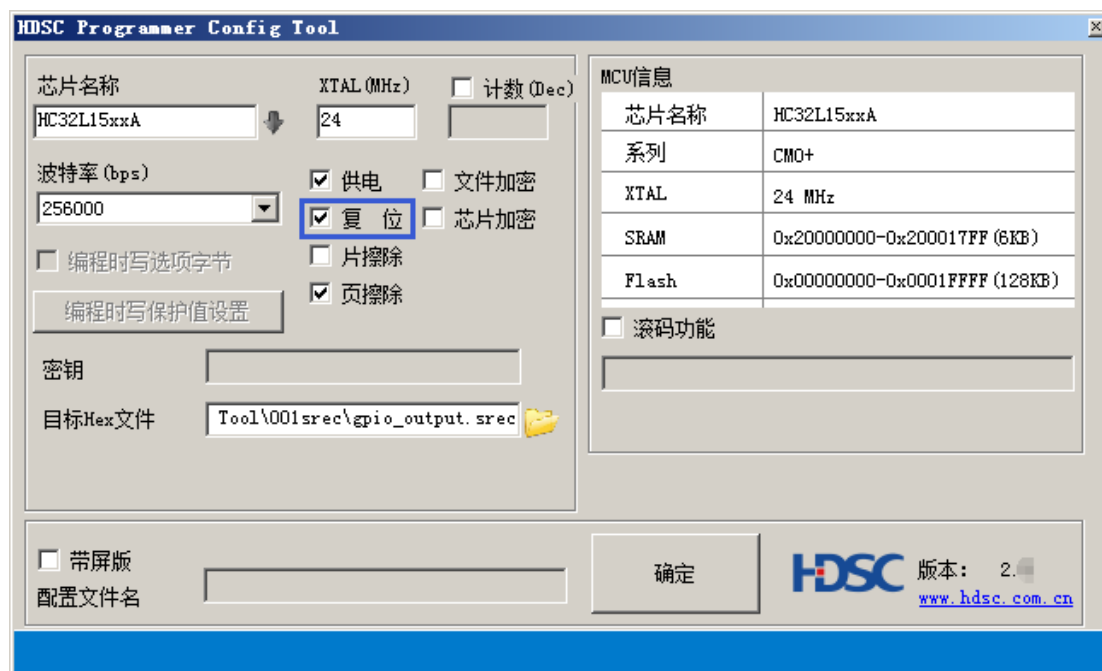 HDSC Programmer Config Tool
芯片名称
XTAL(MHz)
计数(Dec)
HC32L15xxA
24
波特率(bps)
256000
供电
文件加密
复 位
芯片加密
编程时写选项字节
片擦除
页擦除
编程时写保护值设置
密钥
目标Hex文件
Tool\001srec\gpio_output.srec
MCU信息
芯片名称 HC32L15xxA
系列 CM0+
XTAL 24 MHz
SRAM 0x20000000-0x200017FF(6KB)
Flash 0x00000000-0x0001FFFF(128KB)
滚码功能
带屏版
配置文件名
确定
HDSC
版本: 2.
www.hdsc.com.cn